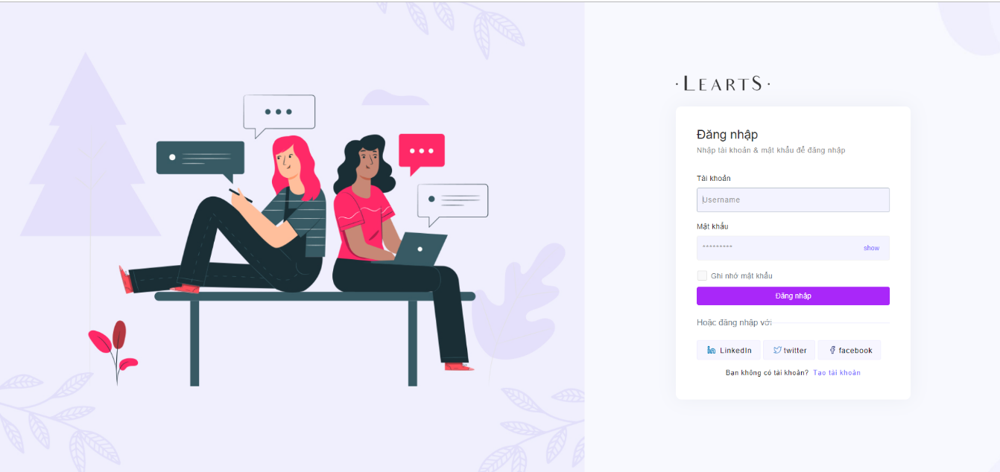 · LEARTS ·
Đăng nhập
Nhập tài khoản & mật khẩu để đăng nhập
Tài khoản
Username
Mật khẩu
*********
show
Ghi nhớ mật khẩu
Đăng nhập
Hoặc đăng nhập với
LinkedIn twitter facebook
Bạn không có tài khoản? Tạo tài khoản